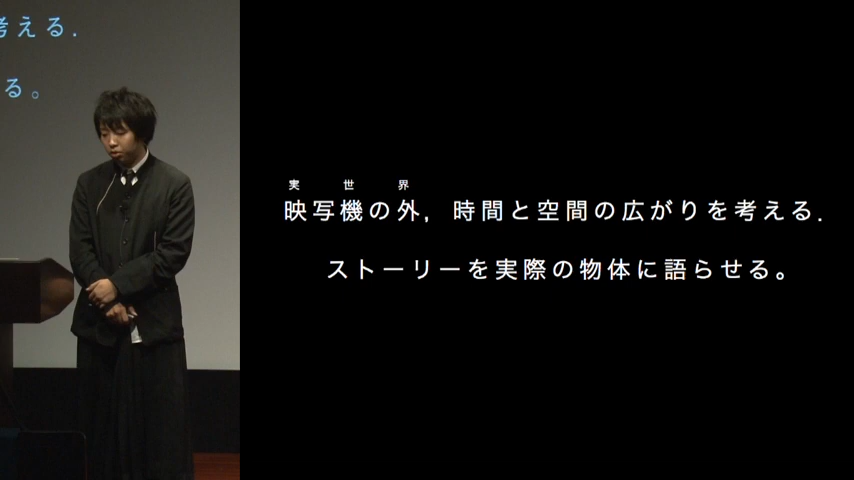 考える.
る。
実世界
映写機の外，時間と空間の広がりを考える．
ストーリーを実際の物体に語らせる。